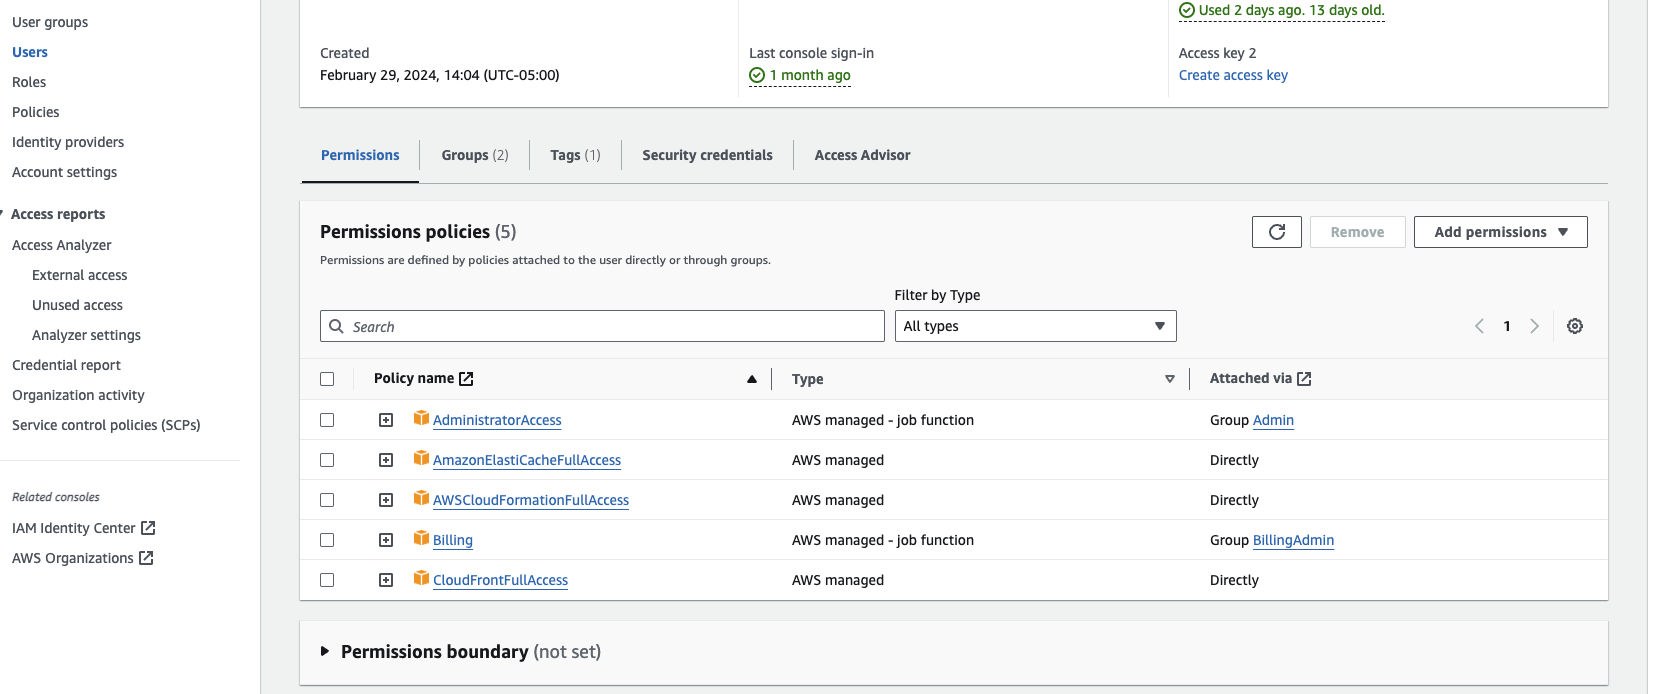 User groups
Users
Roles
Policies
Identity providers
Account settings
Access reports
Access Analyzer
External access
Unused access
Analyzer settings
Credential report
Organization activity
Service control policies (SCPs)
Related consoles
IAM Identity Center
AWS Organizations
Used 2 days ago. 13 days old.
Created
February 29, 2024, 14:04 (UTC-05:00)
Last console sign-in
1 month ago
Access key 2
Create access key
Permissions
Groups (2)
Tags (1)
Security credentials
Access Advisor
Permissions policies (5)
Permissions are defined by policies attached to the user directly or through groups.
Remove
Add permissions
Filter by Type
Search
All types
1
Policy name Type Attached via
AdministratorAccess AWS managed - job function Group Admin
AmazonElastiCacheFullAccess AWS managed Directly
AWSCloudFormationFullAccess AWS managed Directly
Billing AWS managed - job function Group BillingAdmin
CloudFrontFullAccess AWS managed Directly
Permissions boundary (not set)